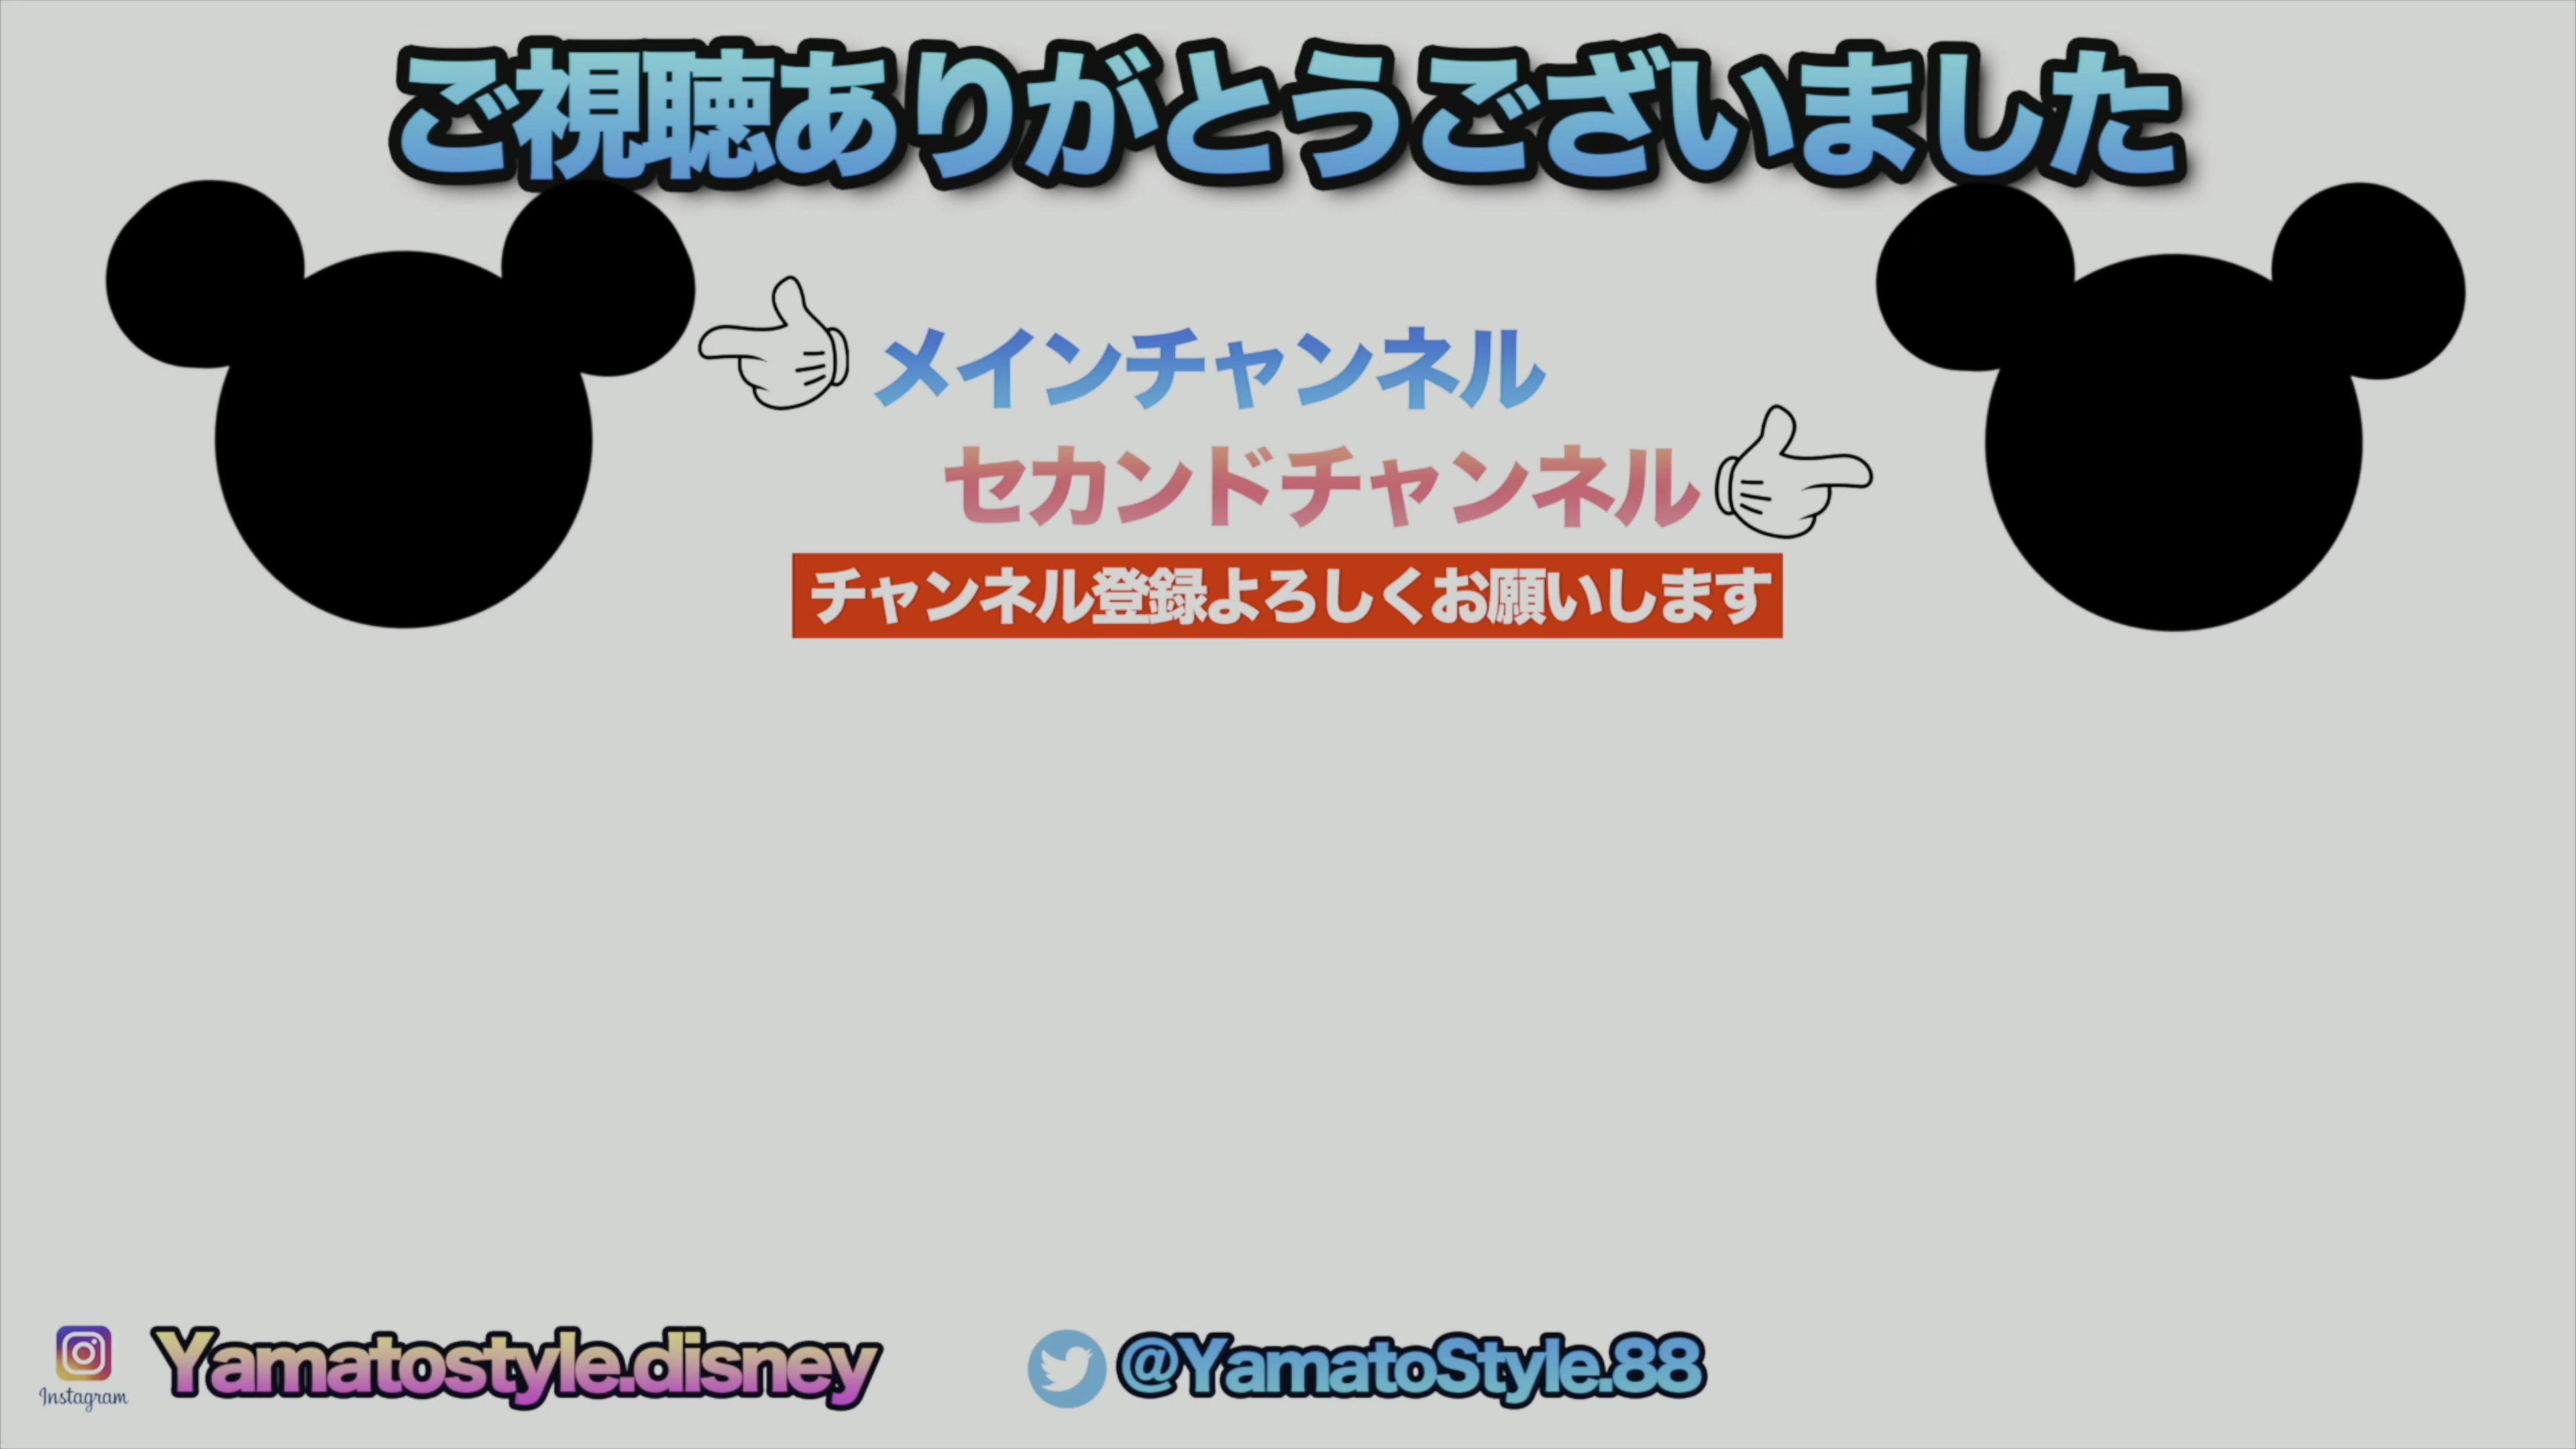 ご視聴ありがとうございました
メインチャンネル
セカンドチャンネル
チャンネル登録よろしくお願いします
Instagram
Yamatostyle.disney
@YamatoStyle.88